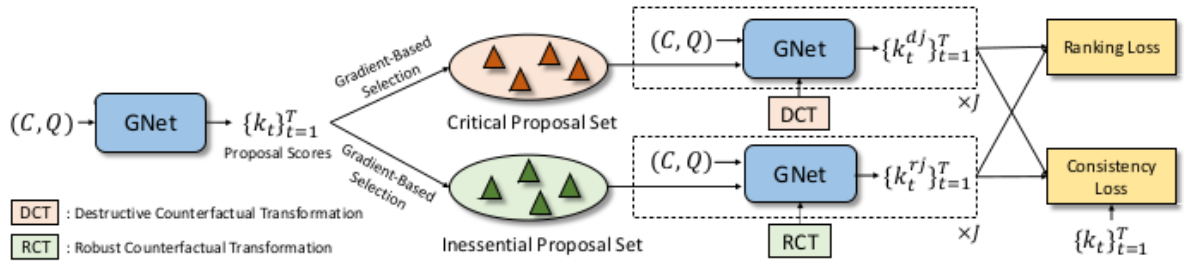 (C, Q)
GNet
{k_t}_{t=1}^T
Proposal Scores
Gradient-Based
Selection
Gradient-Based
Selection
Critical Proposal Set
Inessential Proposal Set
(C, Q)
GNet
{k_t^{dj}}_{t=1}^T
DCT
×J
(C, Q)
GNet
{k_t^{rj}}_{t=1}^T
RCT
×J
Ranking Loss
Consistency
Loss
{k_t}_{t=1}^T
DCT : Destructive Counterfactual Transformation
RCT : Robust Counterfactual Transformation